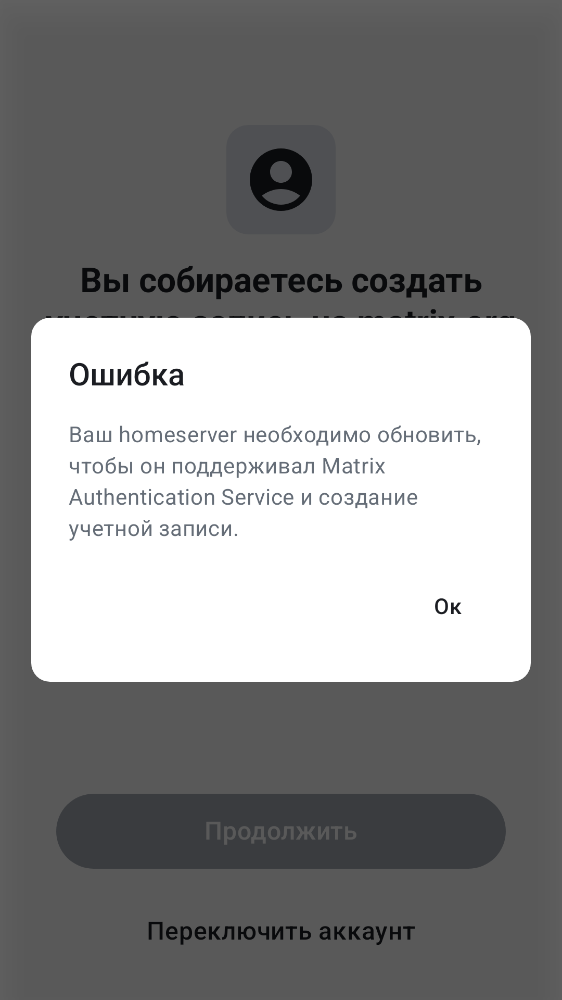 Вы собираетесь создать
Ошибка
Ваш homeserver необходимо обновить,
чтобы он поддерживал Matrix
Authentication Service и создание
учетной записи.
Ок
Продолжить
Переключить аккаунт